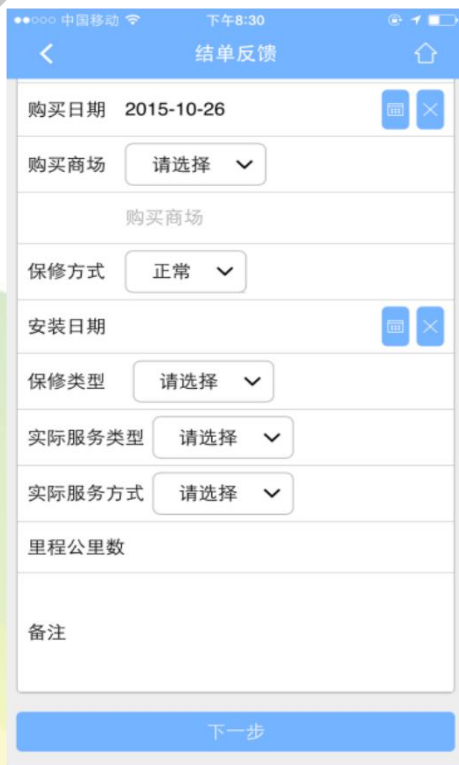 中国移动 下午8:30
结单反馈
购买日期 2015-10-26
购买商场 请选择
购买商场
保修方式 正常
安装日期
保修类型 请选择
实际服务类型 请选择
实际服务方式 请选择
里程公里数
备注
下一步